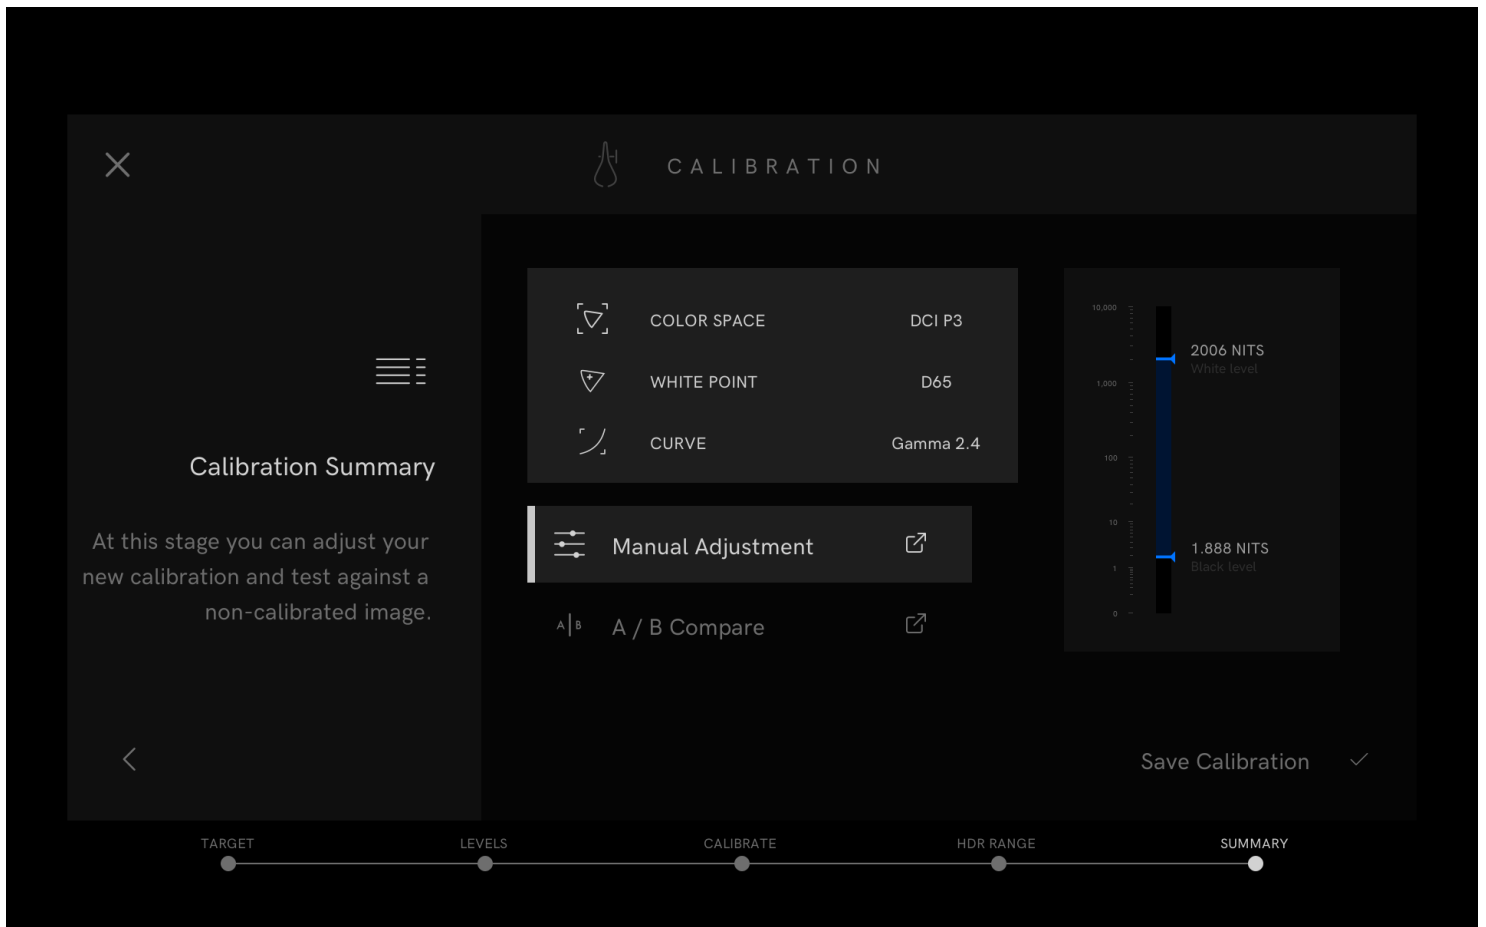 CALIBRATION
Calibration Summary
At this stage you can adjust your
new calibration and test against a
non-calibrated image.
COLOR SPACE DCI P3
WHITE POINT D65
CURVE Gamma 2.4
Manual Adjustment
A|B A / B Compare
10,000
1,000
100
10
1
0
2006 NITS
White level
1.888 NITS
Black level
Save Calibration
TARGET LEVELS CALIBRATE HDR RANGE SUMMARY